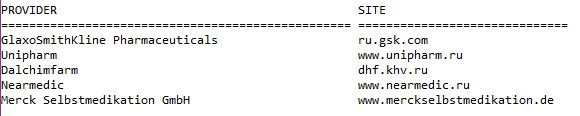 PROVIDER SITE
================================================== ==============================
GlaxoSmithKline Pharmaceuticals ru.gsk.com
Unipharm www.unipharm.ru
Dalchimfarm dhf.khv.ru
Nearmedic www.nearmedic.ru
Merck Selbstmedikation GmbH www.merckselbstmedikation.de